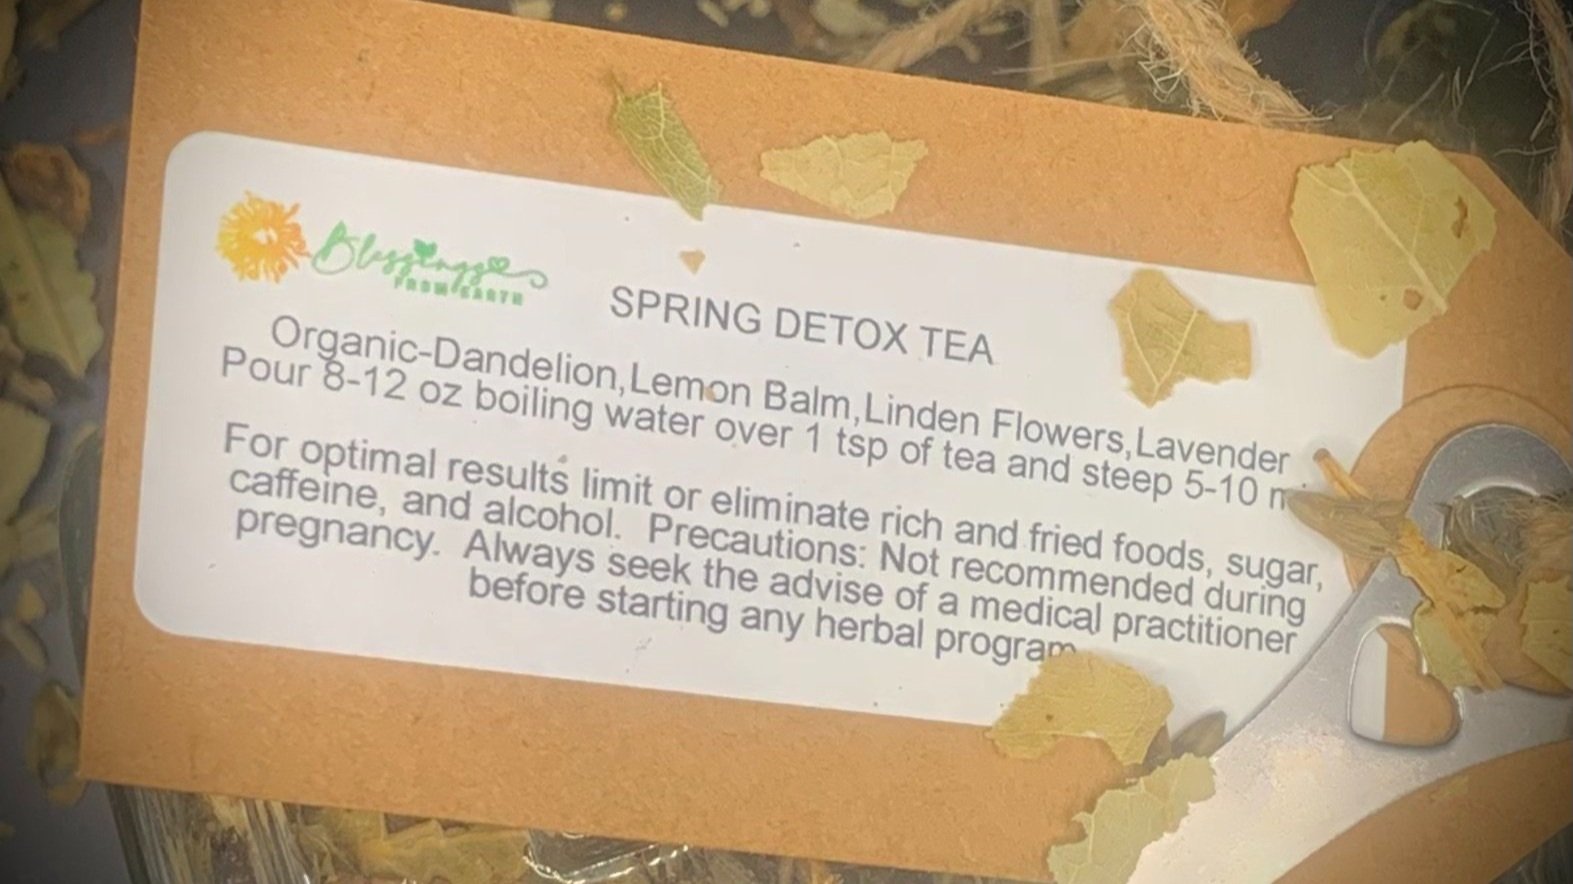 Blessings
FROM EARTH
SPRING DETOX TEA
Organic-Dandelion,Lemon Balm,Linden Flowers,Lavender
Pour 8-12 oz boiling water over 1 tsp of tea and steep 5-10
For optimal results limit or eliminate rich and fried foods, sugar,
caffeine, and alcohol. Precautions: Not recommended during
pregnancy. Always seek the advise of a medical practitioner
before starting any herbal program